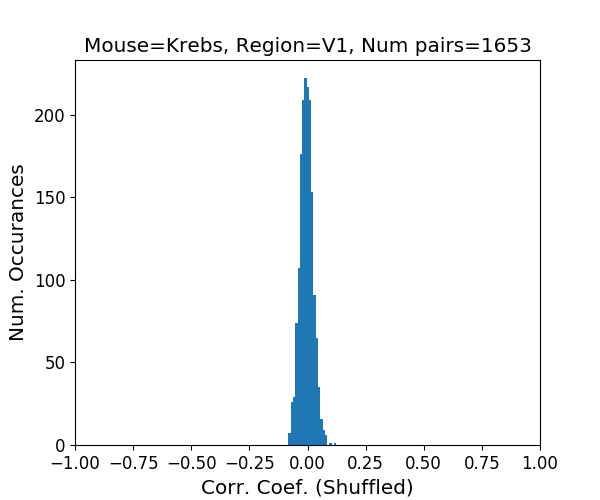 Mouse=Krebs, Region=V1, Num pairs=1653
Num. Occurances
200
150
100
50
0
−1.00 −0.75 −0.50 −0.25 0.00 0.25 0.50 0.75 1.00
Corr. Coef. (Shuffled)